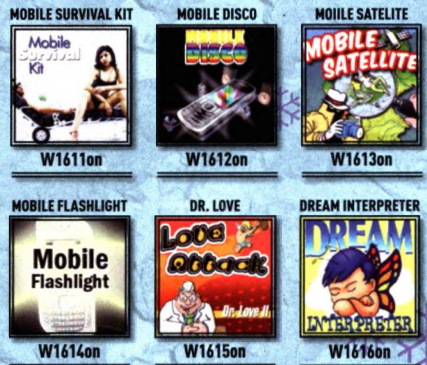 MOBILE SURVIVAL KIT
MOBILE DISCO
MOIILE SATELITE
Mobile
Survival
Kit
MOBILE
DISCO
MOBILE
SATELLITE
W1611on
W1612on
W1613on
MOBILE FLASHLIGHT
DR. LOVE
DREAM INTERPRETER
Mobile
Flashlight
Love
Attack
Dr. Love II
DREAM
INTERPRETER
W1614on
W1615on
W1616on